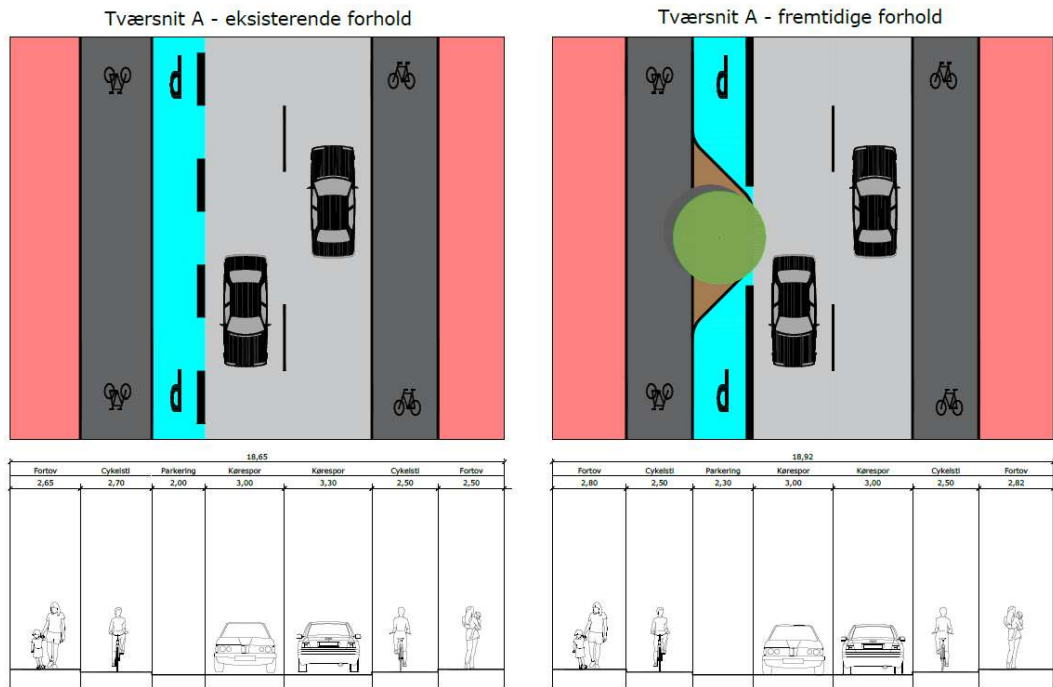 Tværsnit A - eksisterende forhold
18,65
Fortov Cykelsti Parkering Kørespor Kørespor Cykelsti Fortov
2,65 2,70 2,00 3,00 3,30 2,50 2,50
Tværsnit A - fremtidige forhold
18,92
Fortov Cykelsti Parkering Kørespor Kørespor Cykelsti Fortov
2,80 2,50 2,30 3,00 3,00 2,50 2,82